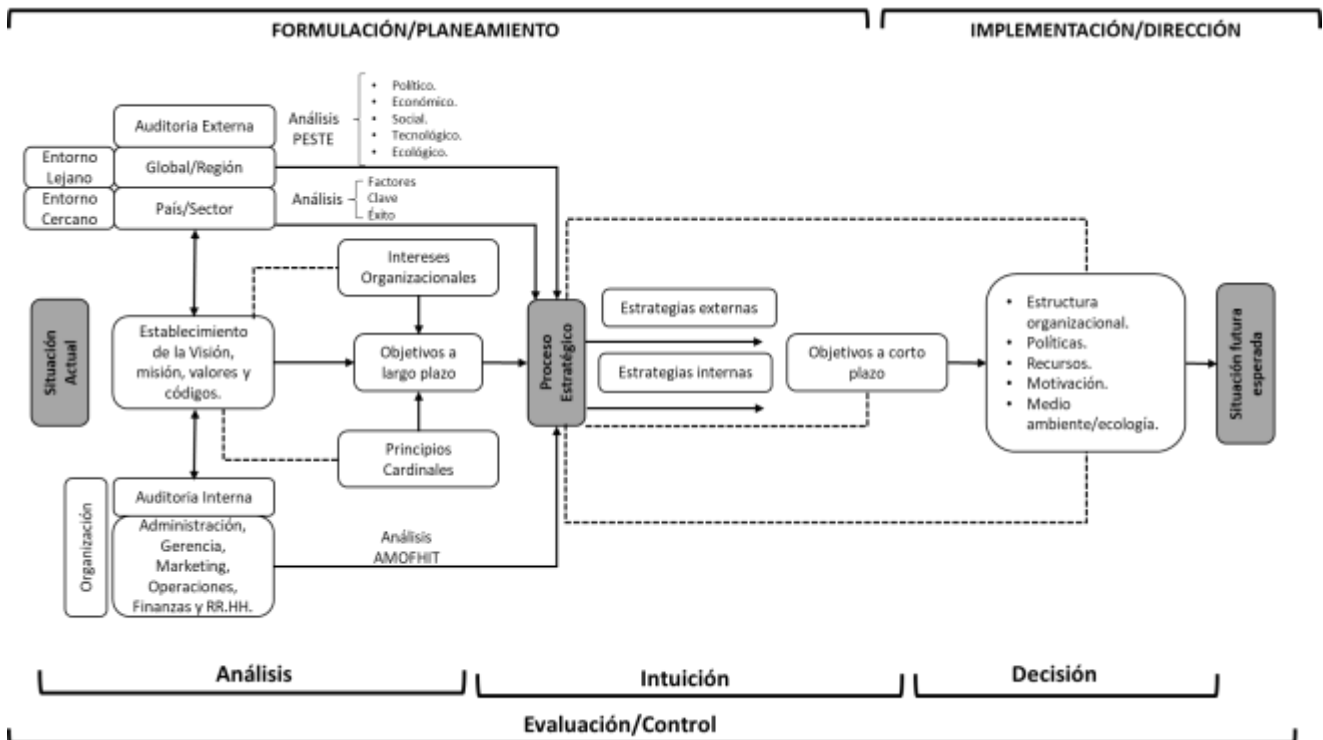 FORMULACIÓN/PLANEAMIENTO
IMPLEMENTACIÓN/DIRECCIÓN
Auditoria Externa
Entorno
Lejano
Global/Región
Entorno
Cercano
País/Sector
Análisis
PESTE
• Político.
• Económico.
• Social.
• Tecnológico.
• Ecológico.
Análisis
Factores
Clave
Éxito
Situación
Actual
Establecimiento
de la Visión,
misión, valores y
códigos.
Intereses
Organizacionales
Objetivos a
largo plazo
Principios
Cardinales
Organización
Auditoria Interna
Administración,
Gerencia,
Marketing,
Operaciones,
Finanzas y RR.HH.
Análisis
AMOFHIT
Proceso
Estratégico
Estrategias externas
Estrategias internas
Objetivos a corto
plazo
• Estructura
organizacional.
• Políticas.
• Recursos.
• Motivación.
• Medio
ambiente/ecología.
Situación futura
esperada
Análisis
Intuición
Decisión
Evaluación/Control